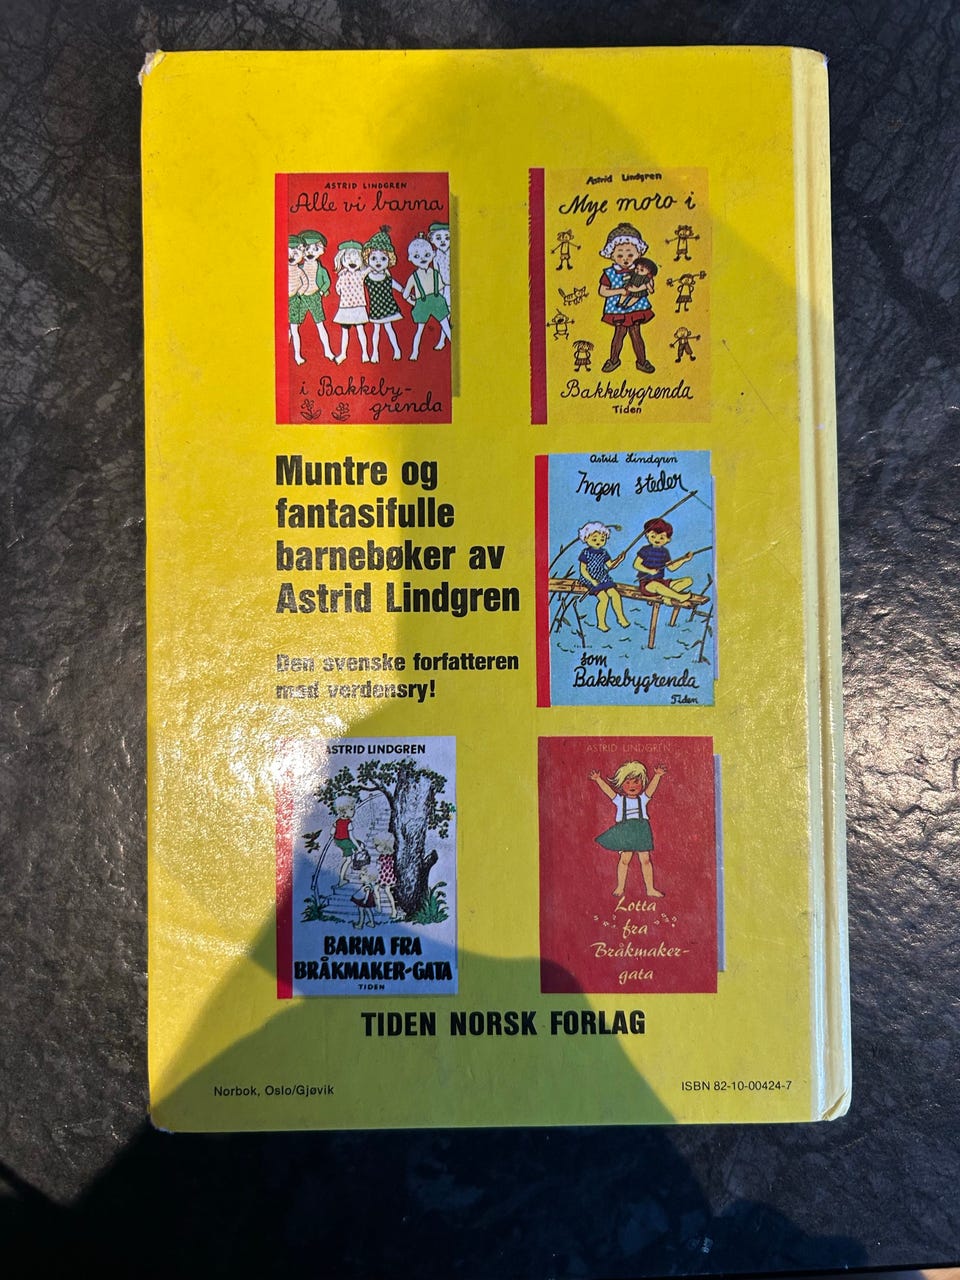 ASTRID LINDGREN
Alle vi barna
i Bakkeby-
grenda
Astrid Lindgren
Mye moro i
Bakkebygrenda
Tiden
Muntre og
fantasifulle
barnebøker av
Astrid Lindgren
Den svenske forfatteren
med verdensry!
Astrid Lindgren
Ingen steder
som
Bakkebygrenda
Tiden
ASTRID LINDGREN
BARNA FRA
BRÅKMAKER-GATA
TIDEN
ASTRID LINDGREN
Lotta
fra
Bråkmaker-
gata
TIDEN NORSK FORLAG
Norbok, Oslo/Gjøvik
ISBN 82-10-00424-7